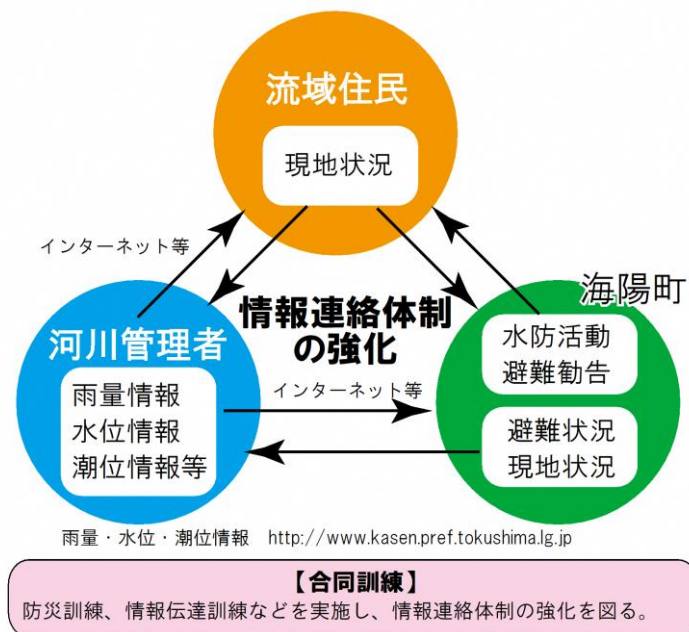 流域住民
現地状況
インターネット等
海陽町
情報連絡体制
の強化
河川管理者
雨量情報
水位情報
潮位情報等
インターネット等
水防活動
避難勧告
避難状況
現地状況
雨量・水位・潮位情報　http://www.kasen.pref.tokushima.lg.jp
【合同訓練】
防災訓練、情報伝達訓練などを実施し、情報連絡体制の強化を図る。